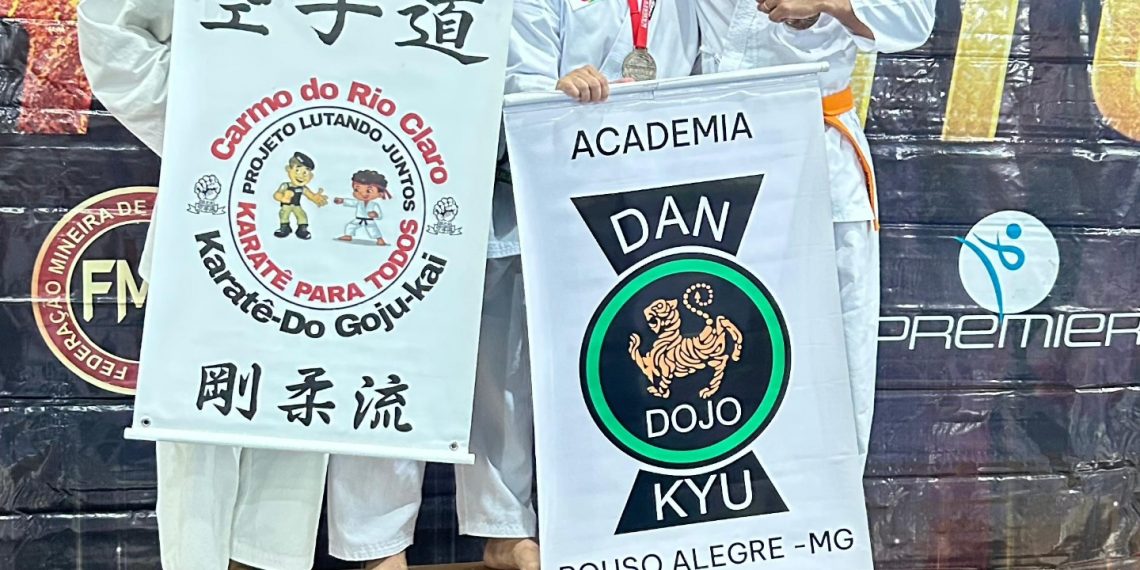 空手道
Carmo do Rio Claro
PROJETO LUTANDO JUNTOS
KARATÊ PARA TODOS
Karatê-Do Goju-kai
剛柔流
ACADEMIA
DAN
DOJO
KYU
POUSO ALEGRE -MG
FEDERAÇÃO MINEIRA DE
FM
PREMIER